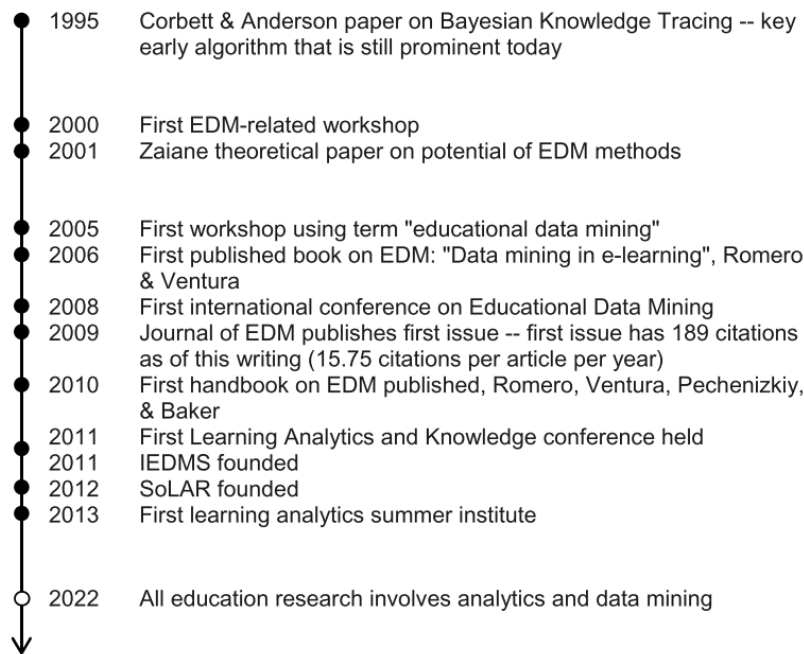 1995 Corbett & Anderson paper on Bayesian Knowledge Tracing -- key
early algorithm that is still prominent today
2000 First EDM-related workshop
2001 Zaiane theoretical paper on potential of EDM methods
2005 First workshop using term "educational data mining"
2006 First published book on EDM: "Data mining in e-learning", Romero
& Ventura
2008 First international conference on Educational Data Mining
2009 Journal of EDM publishes first issue -- first issue has 189 citations
as of this writing (15.75 citations per article per year)
2010 First handbook on EDM published, Romero, Ventura, Pechenizkiy,
& Baker
2011 First Learning Analytics and Knowledge conference held
2011 IEDMS founded
2012 SoLAR founded
2013 First learning analytics summer institute
2022 All education research involves analytics and data mining